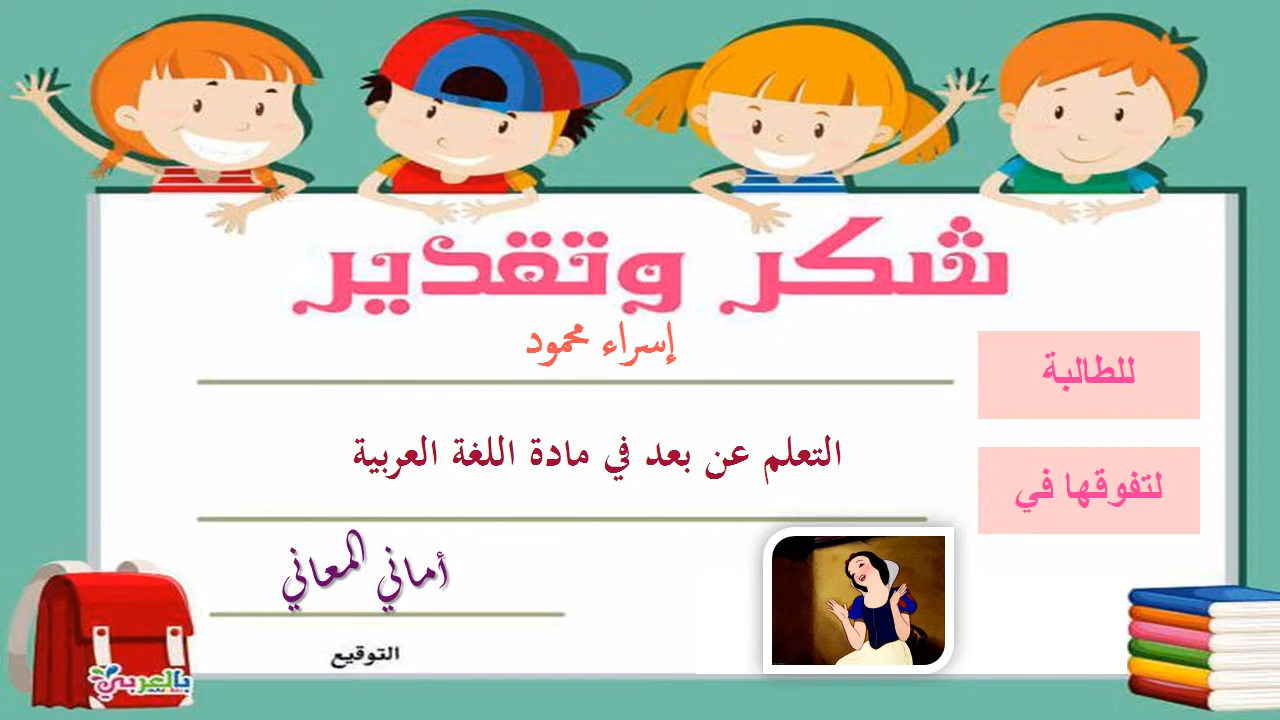 شكر وتقدير
للطالبة
إسراء محمود
لتفوقها في
التعلم عن بعد في مادة اللغة العربية
أماني المعاني
التوقيع
بالعربي